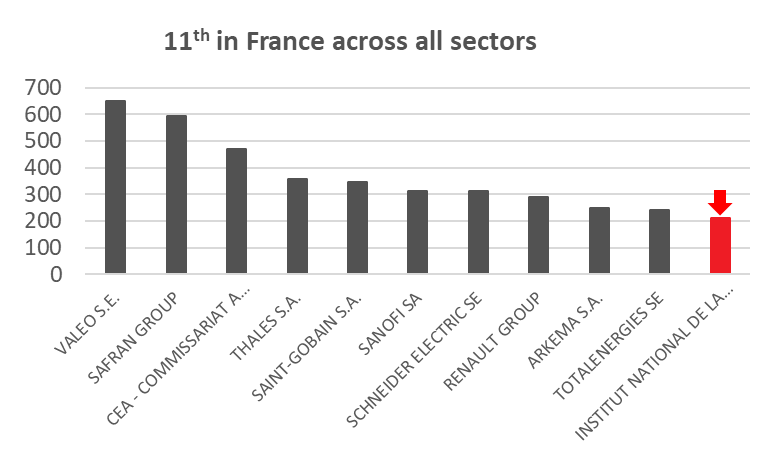 11th in France across all sectors
700
600
500
400
300
200
100
0
VALEO S.E.
SAFRAN GROUP
CEA - COMMISSARIAT A...
THALES S.A.
SAINT-GOBAIN S.A.
SANOFI SA
SCHNEIDER ELECTRIC SE
RENAULT GROUP
ARKEMA S.A.
TOTALENERGIES SE
INSTITUT NATIONAL DE LA...